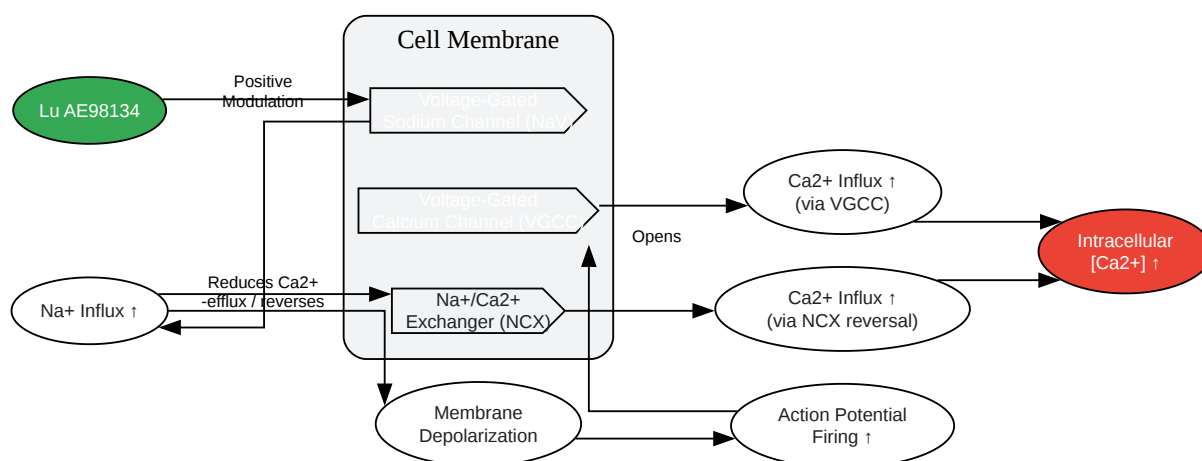 Cell Membrane
Positive
Modulation
Lu AE98134
Voltage-Gated
Sodium Channel (NaV)
Voltage-Gated
Calcium Channel (VGCC)
Ca2+ Influx ↑
(via VGCC)
Opens
Intracellular
[Ca2+] ↑
Reduces Ca2+
-efflux / reverses
Na+ Influx ↑
Na+/Ca2+
Exchanger (NCX)
Ca2+ Influx ↑
(via NCX reversal)
Membrane
Depolarization
Action Potential
Firing ↑